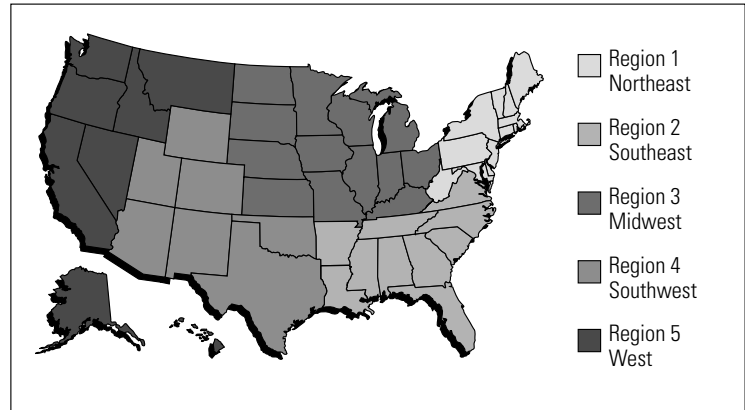 Region 1
Northeast
Region 2
Southeast
Region 3
Midwest
Region 4
Southwest
Region 5
West